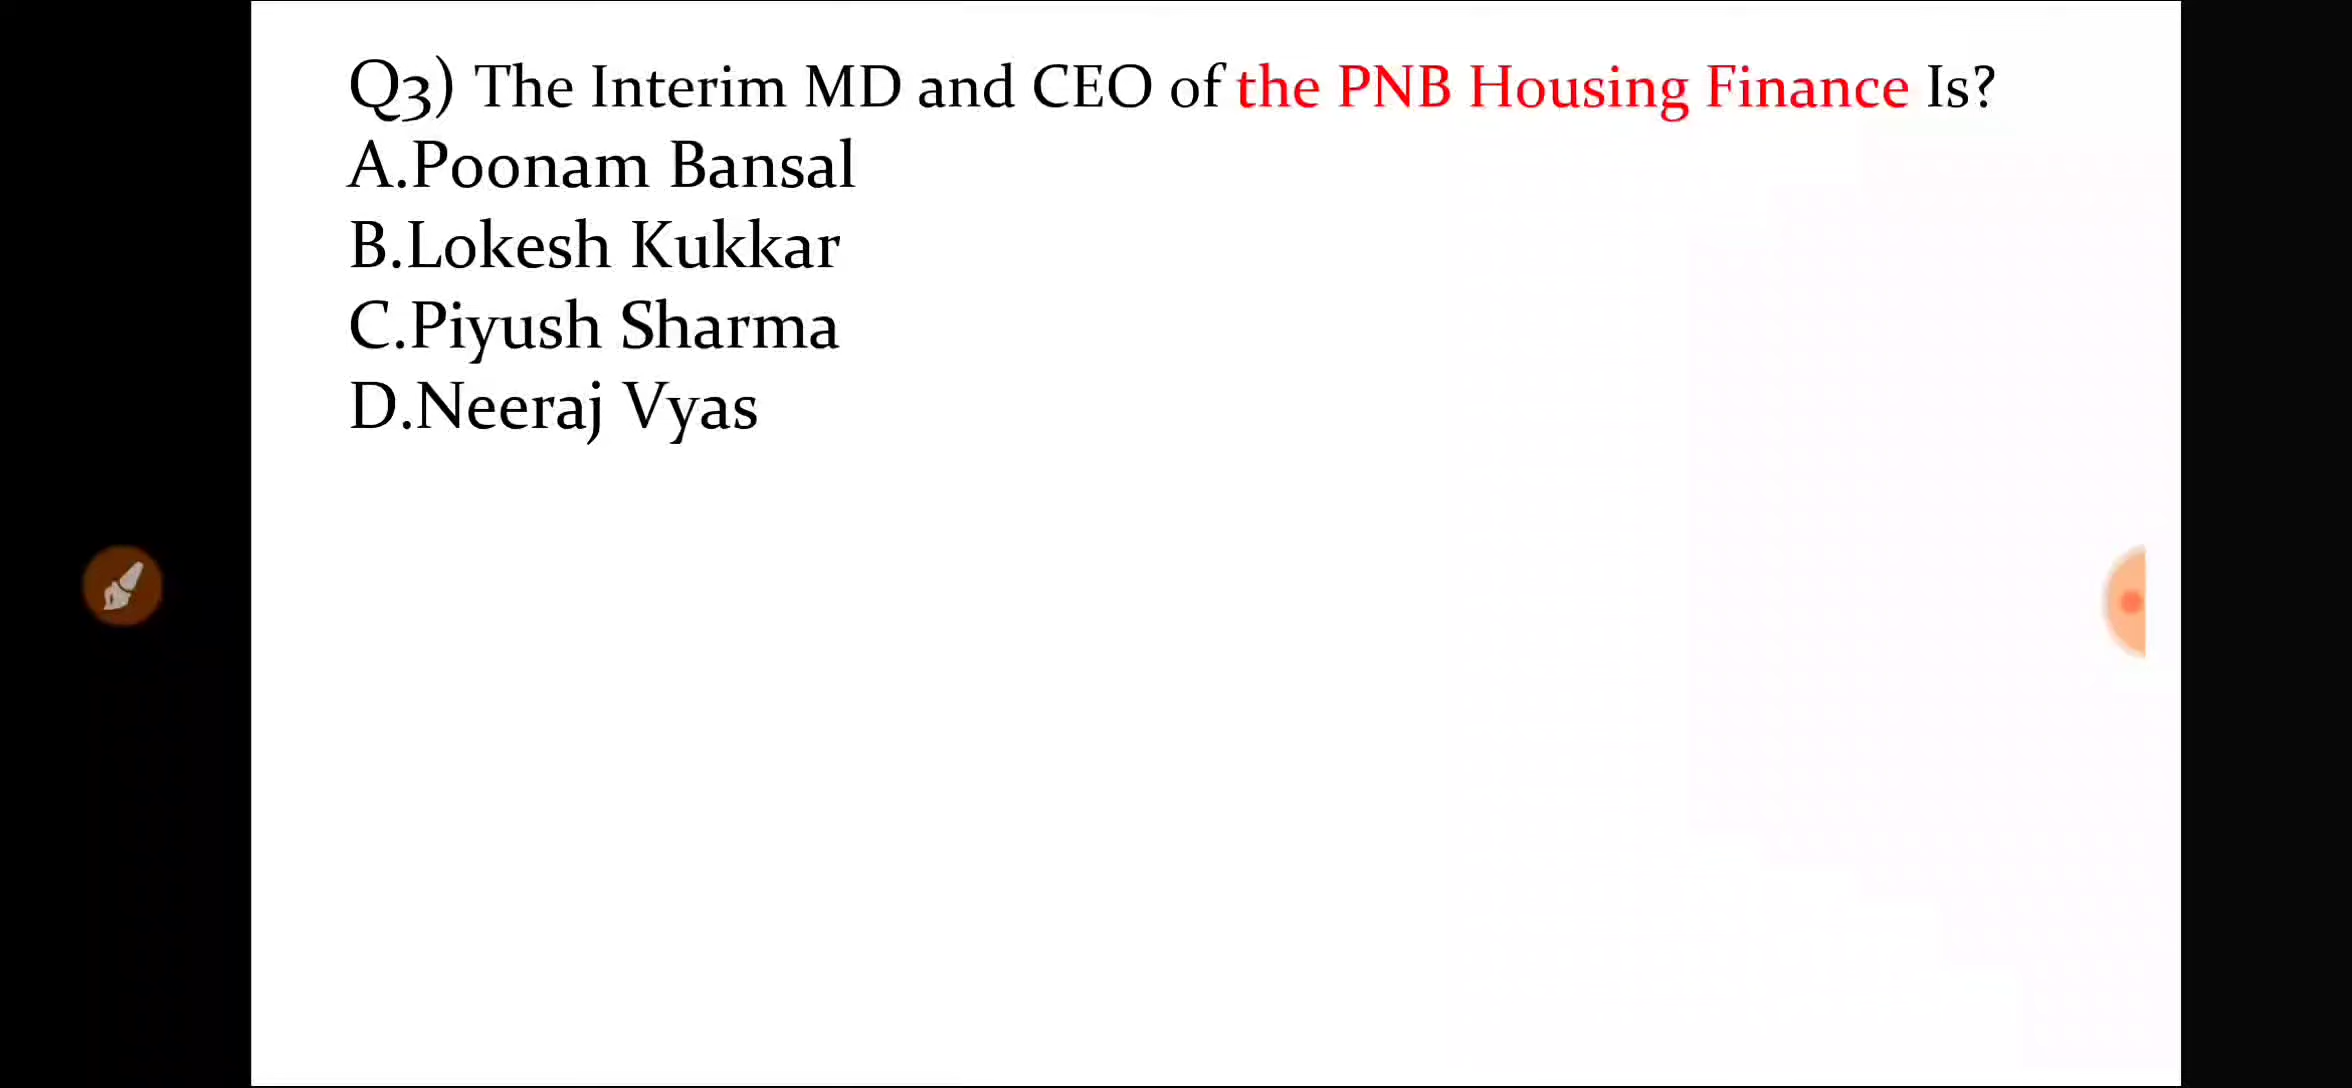 Q3) The Interim MD and CEO of the PNB Housing Finance Is?
A.Poonam Bansal
B.Lokesh Kukkar
C.Piyush Sharma
D.Neeraj Vyas